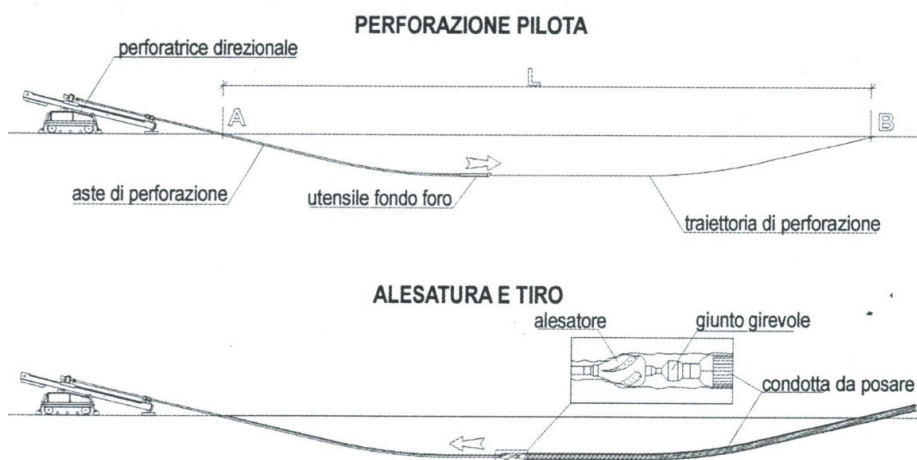 PERFORAZIONE PILOTA
perforatrice direzionale
L
A
B
aste di perforazione
utensile fondo foro
traiettoria di perforazione
ALESATURA E TIRO
alesatore
giunto girevole
condotta da posare